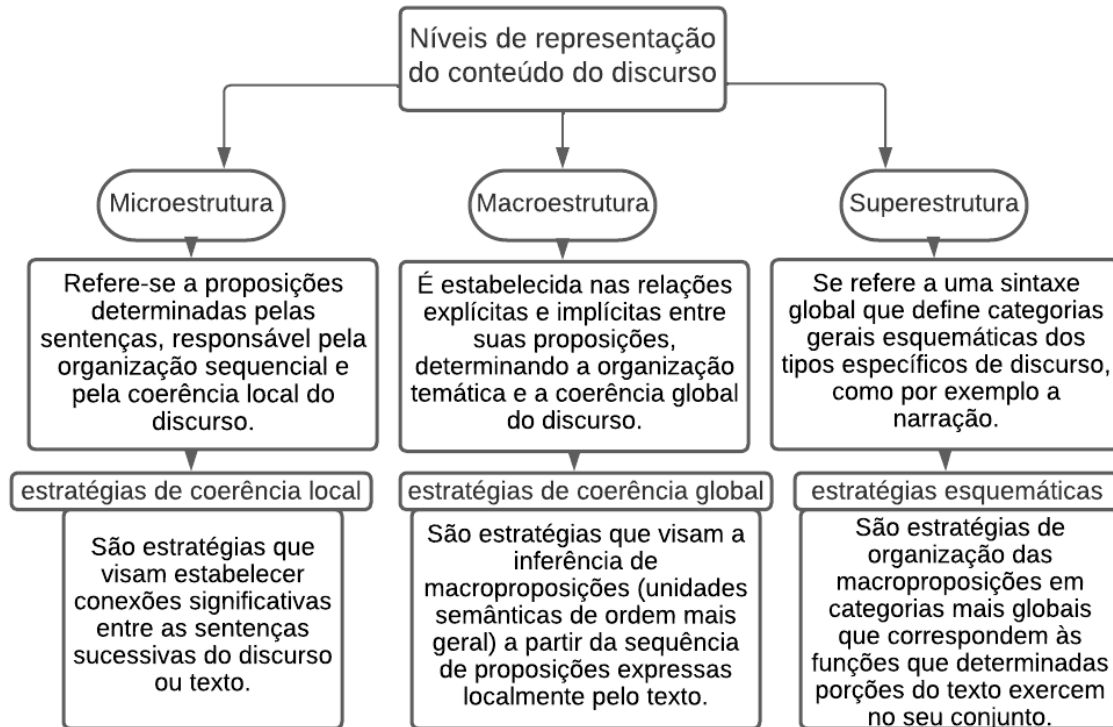 Níveis de representação
do conteúdo do discurso
Microestrutura
Refere-se a proposições
determinadas pelas
sentenças, responsável pela
organização sequencial e
pela coerência local do
discurso.
estratégias de coerência local
São estratégias que
visam estabelecer
conexões significativas
entre as sentenças
sucessivas do discurso
ou texto.
Macroestrutura
É estabelecida nas relações
explícitas e implícitas entre
suas proposições,
determinando a organização
temática e a coerência global
do discurso.
estratégias de coerência global
São estratégias que visam a
inferência de
macroproposições (unidades
semânticas de ordem mais
geral) a partir da sequência
de proposições expressas
localmente pelo texto.
Superestrutura
Se refere a uma sintaxe
global que define categorias
gerais esquemáticas dos
tipos específicos de discurso,
como por exemplo a
narração.
estratégias esquemáticas
São estratégias de
organização das
macroproposições em
categorias mais globais
que correspondem às
funções que determinadas
porções do texto exercem
no seu conjunto.